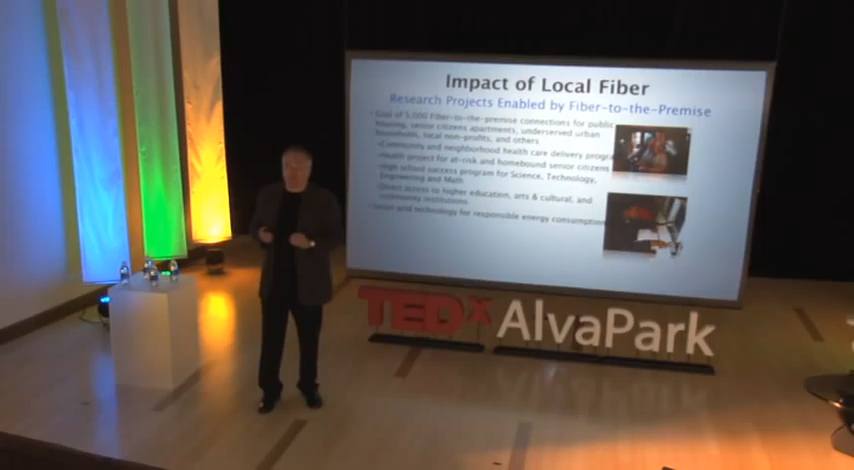 Impact of Local Fiber
Research Projects Enabled by Fiber-to-the-Premise
Goal of 5,000 Fiber-to-the-premise connections for public
housing, senior citizens apartments, underserved urban
households, local non-profits, and others
Community and neighborhood health care delivery progra
Health project for at-risk and homebound senior citizens
High school success program for Science, Technology,
Engineering and Math
Direct access to higher education, arts & cultural, and
community institutions
Smart grid technology for responsible energy consumption
TEDx AlvaPark